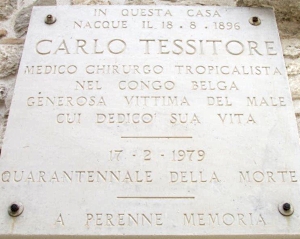 IN QUESTA CASA
NACQUE IL 18-8-1896
CARLO TESSITORE
MEDICO CHIRURGO TROPICALISTA
NEL CONGO BELGA
GENEROSA VITTIMA DEL MALE
CUI DEDICÒ SUA VITA
17-2-1979
QUARANTENNALE DELLA MORTE
A PERENNE MEMORIA